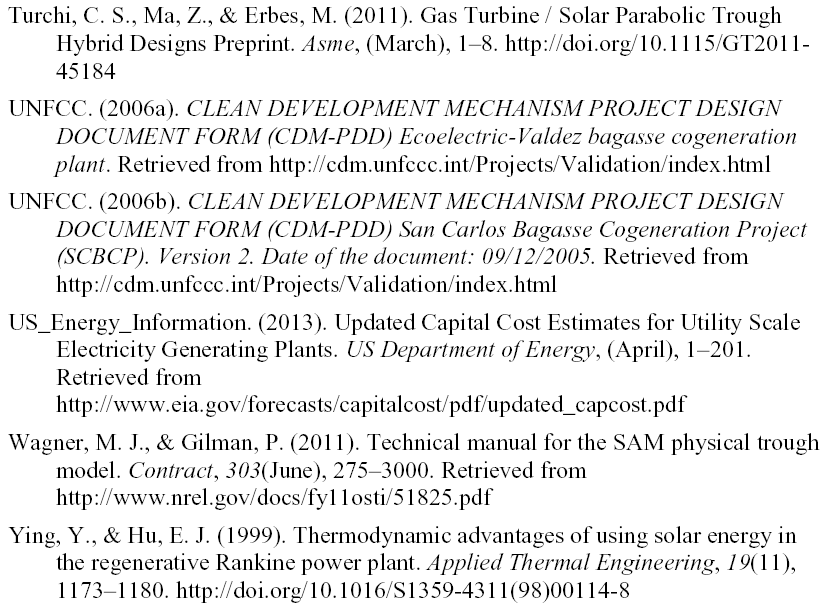 Turchi, C. S., Ma, Z., & Erbes, M. (2011). Gas Turbine / Solar Parabolic Trough
Hybrid Designs Preprint. Asme, (March), 1–8. http://doi.org/10.1115/GT2011-
45184
UNFCC. (2006a). CLEAN DEVELOPMENT MECHANISM PROJECT DESIGN
DOCUMENT FORM (CDM-PDD) Ecoelectric-Valdez bagasse cogeneration
plant. Retrieved from http://cdm.unfccc.int/Projects/Validation/index.html
UNFCC. (2006b). CLEAN DEVELOPMENT MECHANISM PROJECT DESIGN
DOCUMENT FORM (CDM-PDD) San Carlos Bagasse Cogeneration Project
(SCBCP). Version 2. Date of the document: 09/12/2005. Retrieved from
http://cdm.unfccc.int/Projects/Validation/index.html
US_Energy_Information. (2013). Updated Capital Cost Estimates for Utility Scale
Electricity Generating Plants. US Department of Energy, (April), 1–201.
Retrieved from
http://www.eia.gov/forecasts/capitalcost/pdf/updated_capcost.pdf
Wagner, M. J., & Gilman, P. (2011). Technical manual for the SAM physical trough
model. Contract, 303(June), 275–3000. Retrieved from
http://www.nrel.gov/docs/fy11osti/51825.pdf
Ying, Y., & Hu, E. J. (1999). Thermodynamic advantages of using solar energy in
the regenerative Rankine power plant. Applied Thermal Engineering, 19(11),
1173–1180. http://doi.org/10.1016/S1359-4311(98)00114-8